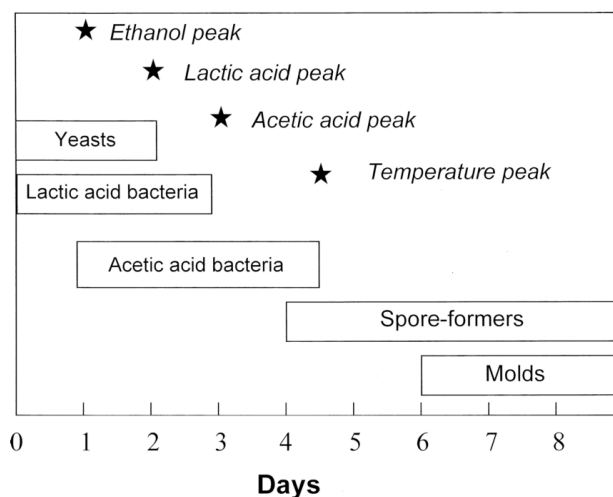 Ethanol peak
Lactic acid peak
Acetic acid peak
Yeasts
Temperature peak
Lactic acid bacteria
Acetic acid bacteria
Spore-formers
Molds
0 1 2 3 4 5 6 7 8
Days